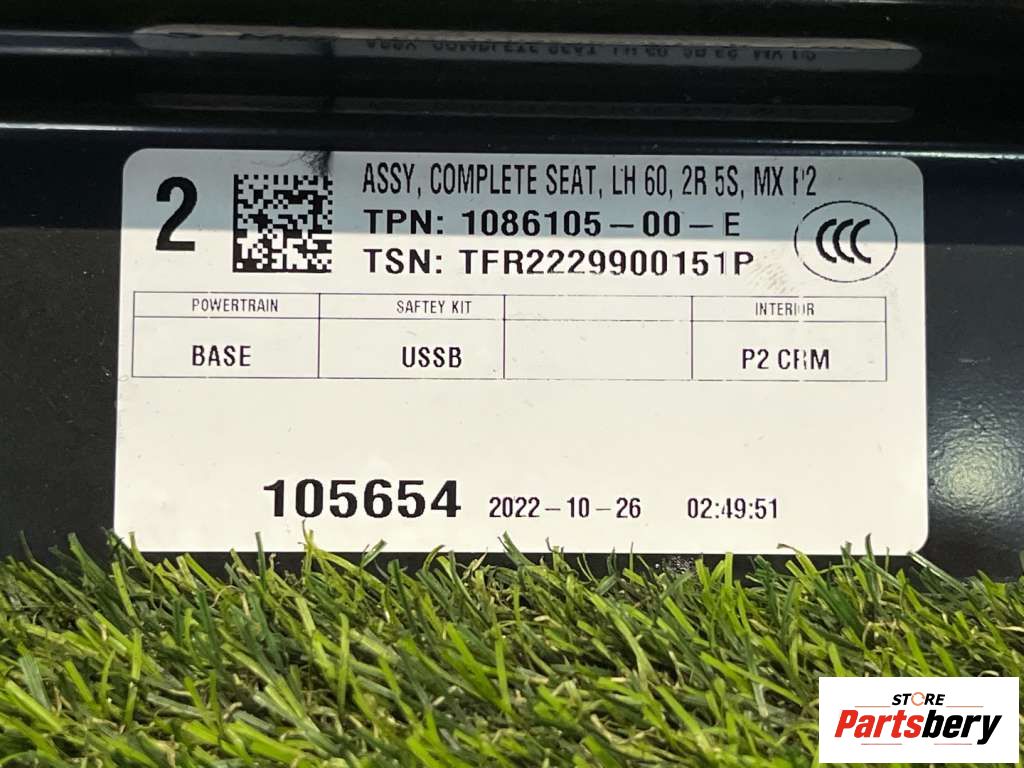 2
ASSY, COMPLETE SEAT, LH 60, 2R 5S, MX P2
TPN: 1086105-00-E
TSN: TFR2229900151P
CCC
POWERTRAIN SAFTEY KIT INTERIOR
BASE USSB P2 CRM
105654 2022-10-26 02:49:51
STORE
Partsbery